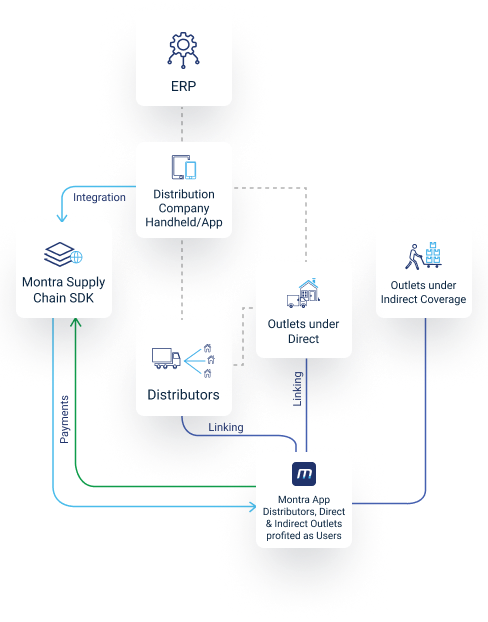 ERP
Distribution
Company
Handheld/App
Integration
Montra Supply
Chain SDK
Outlets under
Indirect Coverage
Outlets under
Direct
Distributors
Linking
Linking
Payments
m
Montra App
Distributors, Direct
& Indirect Outlets
profited as Users